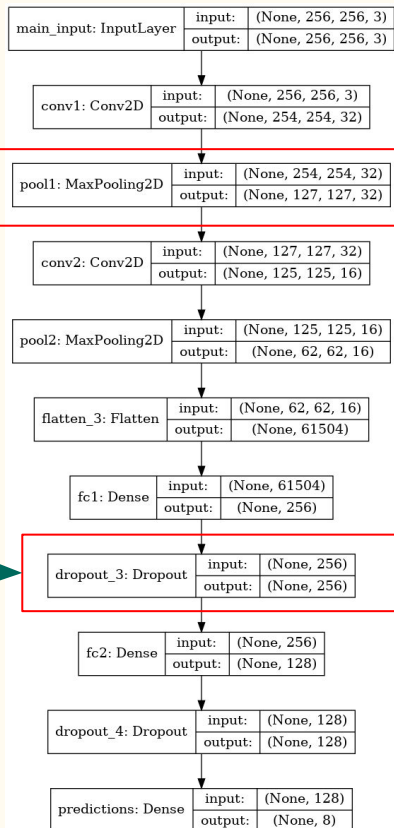 main_input: InputLayer
input: (None, 256, 256, 3)
output: (None, 256, 256, 3)
conv1: Conv2D
input: (None, 256, 256, 3)
output: (None, 254, 254, 32)
pool1: MaxPooling2D
input: (None, 254, 254, 32)
output: (None, 127, 127, 32)
conv2: Conv2D
input: (None, 127, 127, 32)
output: (None, 125, 125, 16)
pool2: MaxPooling2D
input: (None, 125, 125, 16)
output: (None, 62, 62, 16)
flatten_3: Flatten
input: (None, 62, 62, 16)
output: (None, 61504)
fc1: Dense
input: (None, 61504)
output: (None, 256)
dropout_3: Dropout
input: (None, 256)
output: (None, 256)
fc2: Dense
input: (None, 256)
output: (None, 128)
dropout_4: Dropout
input: (None, 128)
output: (None, 128)
predictions: Dense
input: (None, 128)
output: (None, 8)